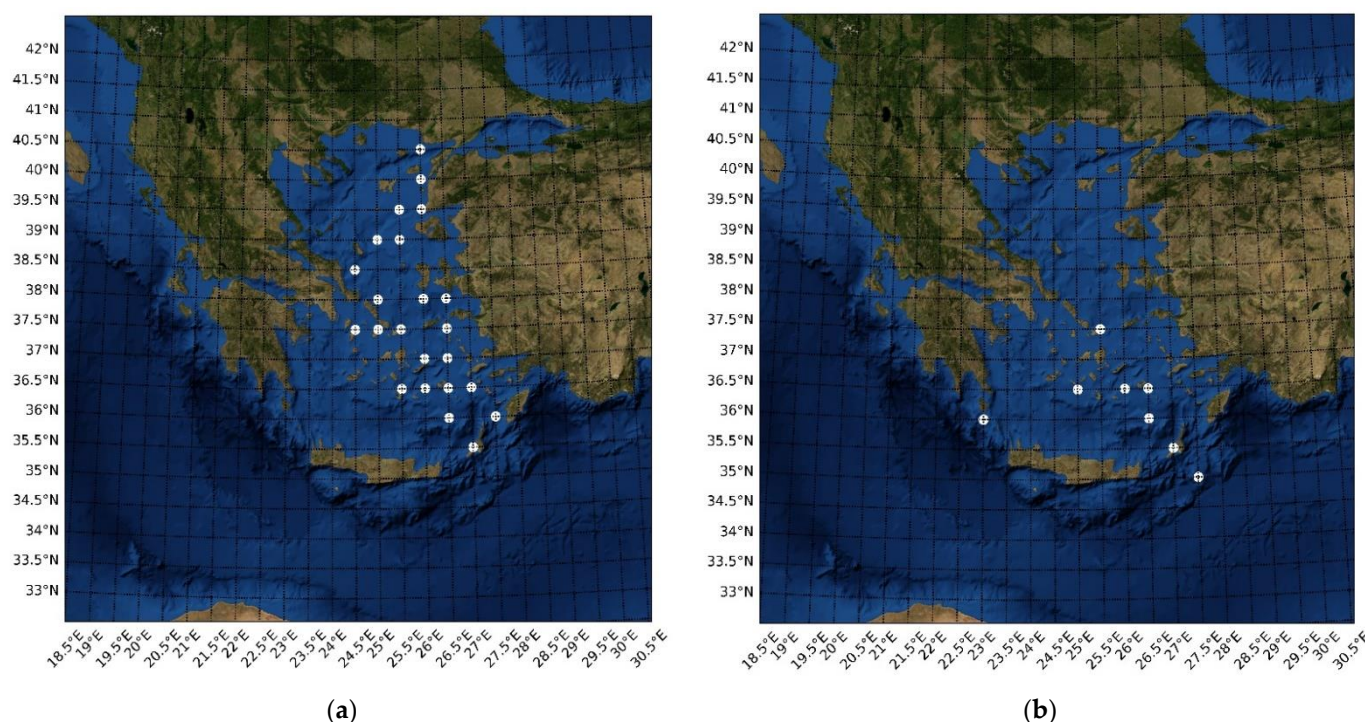 42°N
41.5°N
41°N
40.5°N
40°N
39.5°N
39°N
38.5°N
38°N
37.5°N
37°N
36.5°N
36°N
35.5°N
35°N
34.5°N
34°N
33.5°N
33°N
18.5°E
19°E
19.5°E
20°E
20.5°E
21°E
21.5°E
22°E
22.5°E
23°E
23.5°E
24°E
24.5°E
25°E
25.5°E
26°E
26.5°E
27°E
27.5°E
28°E
28.5°E
29°E
29.5°E
30°E
30.5°E
(a)
42°N
41.5°N
41°N
40.5°N
40°N
39.5°N
39°N
38.5°N
38°N
37.5°N
37°N
36.5°N
36°N
35.5°N
35°N
34.5°N
34°N
33.5°N
33°N
18.5°E
19°E
19.5°E
20°E
20.5°E
21°E
21.5°E
22°E
22.5°E
23°E
23.5°E
24°E
24.5°E
25°E
25.5°E
26°E
26.5°E
27°E
27.5°E
28°E
28.5°E
29°E
29.5°E
30°E
30.5°E
(b)